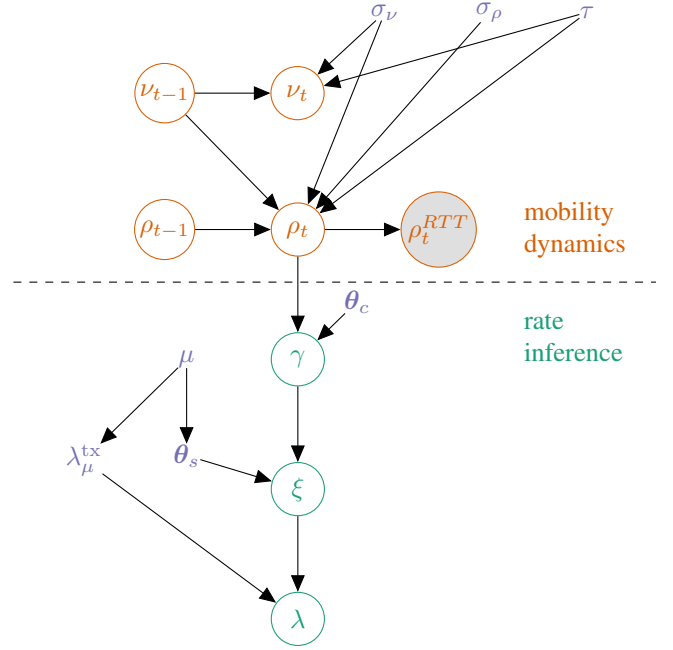 σ_ν
σ_ρ
τ
ν_{t−1}
ν_t
ρ_{t−1}
ρ_t
ρ_t^{RTT}
mobility
dynamics
θ_c
rate
inference
γ
μ
λ_μ^{tx}
θ_s
ξ
λ